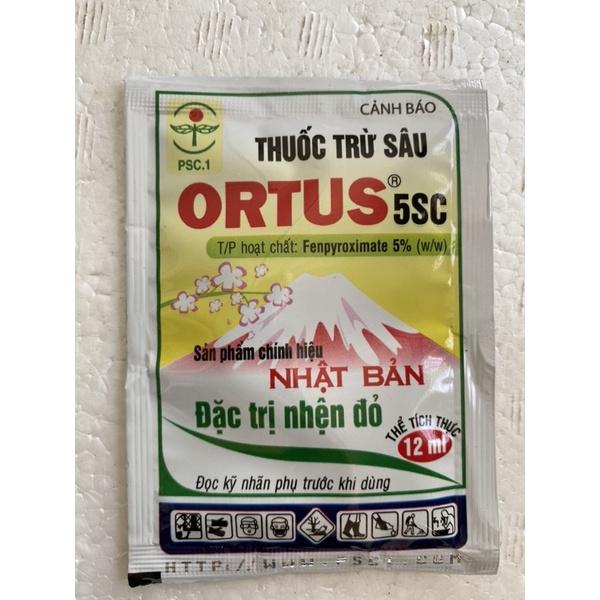 CẢNH BÁO
PSC.1
THUỐC TRỪ SÂU
ORTUS® 5SC
T/P hoạt chất: Fenpyroximate 5% (w/w)
Sản phẩm chính hiệu
NHẬT BẢN
Đặc trị nhện đỏ
THỂ TÍCH THỰC
12 ml
Đọc kỹ nhãn phụ trước khi dùng